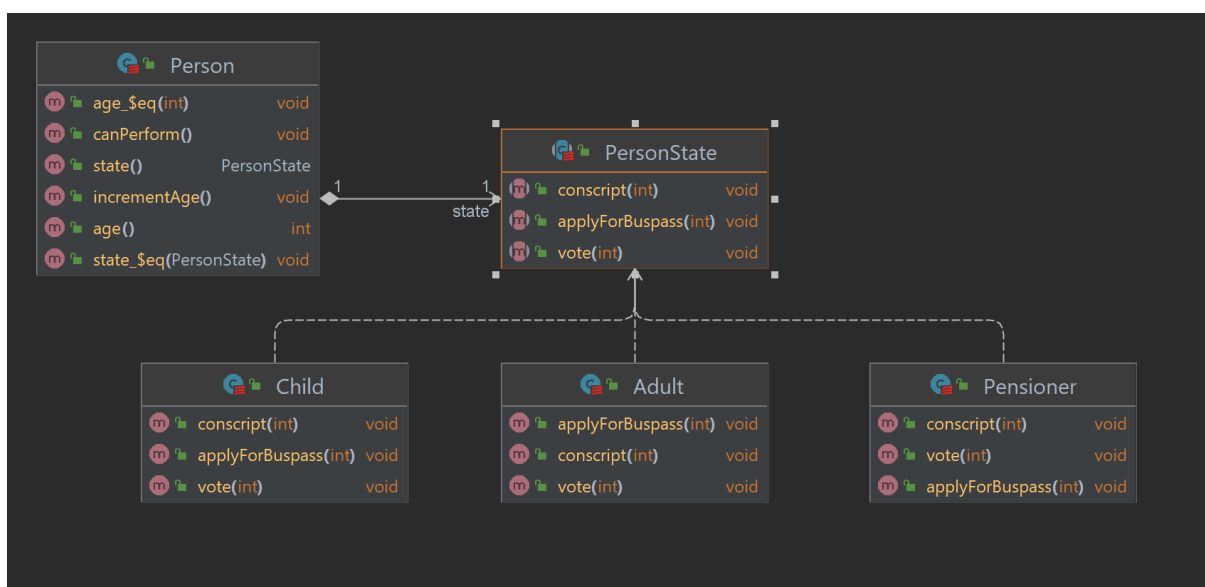 Person
age_$eq(int) void
canPerform() void
state() PersonState
incrementAge() void
age() int
state_$eq(PersonState) void
1
1
state
PersonState
conscript(int) void
applyForBuspass(int) void
vote(int) void
Child
conscript(int) void
applyForBuspass(int) void
vote(int) void
Adult
applyForBuspass(int) void
conscript(int) void
vote(int) void
Pensioner
conscript(int) void
vote(int) void
applyForBuspass(int) void